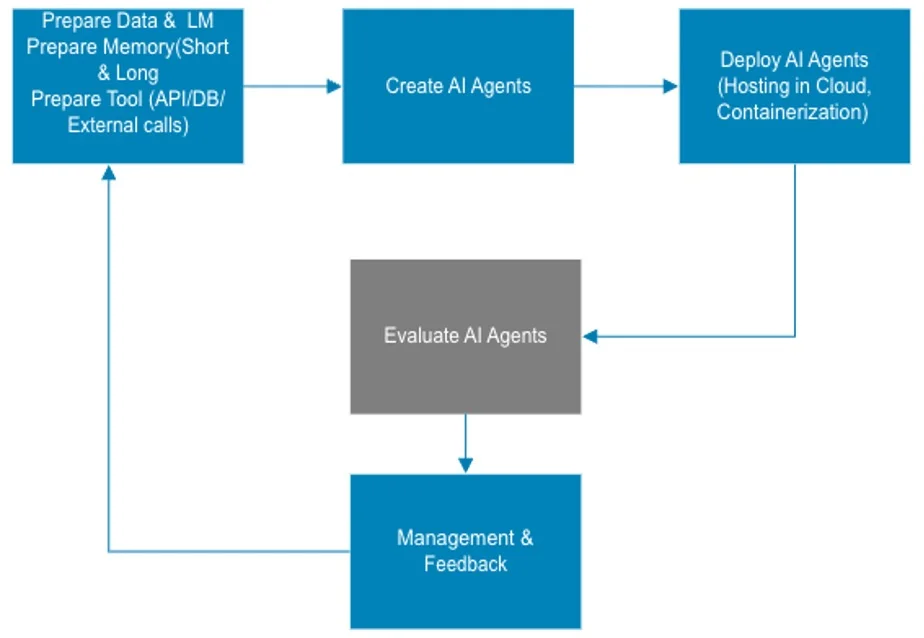 Prepare Data & LM
Prepare Memory(Short
& Long
Prepare Tool (API/DB/
External calls)
Create AI Agents
Deploy AI Agents
(Hosting in Cloud,
Containerization)
Evaluate AI Agents
Management &
Feedback